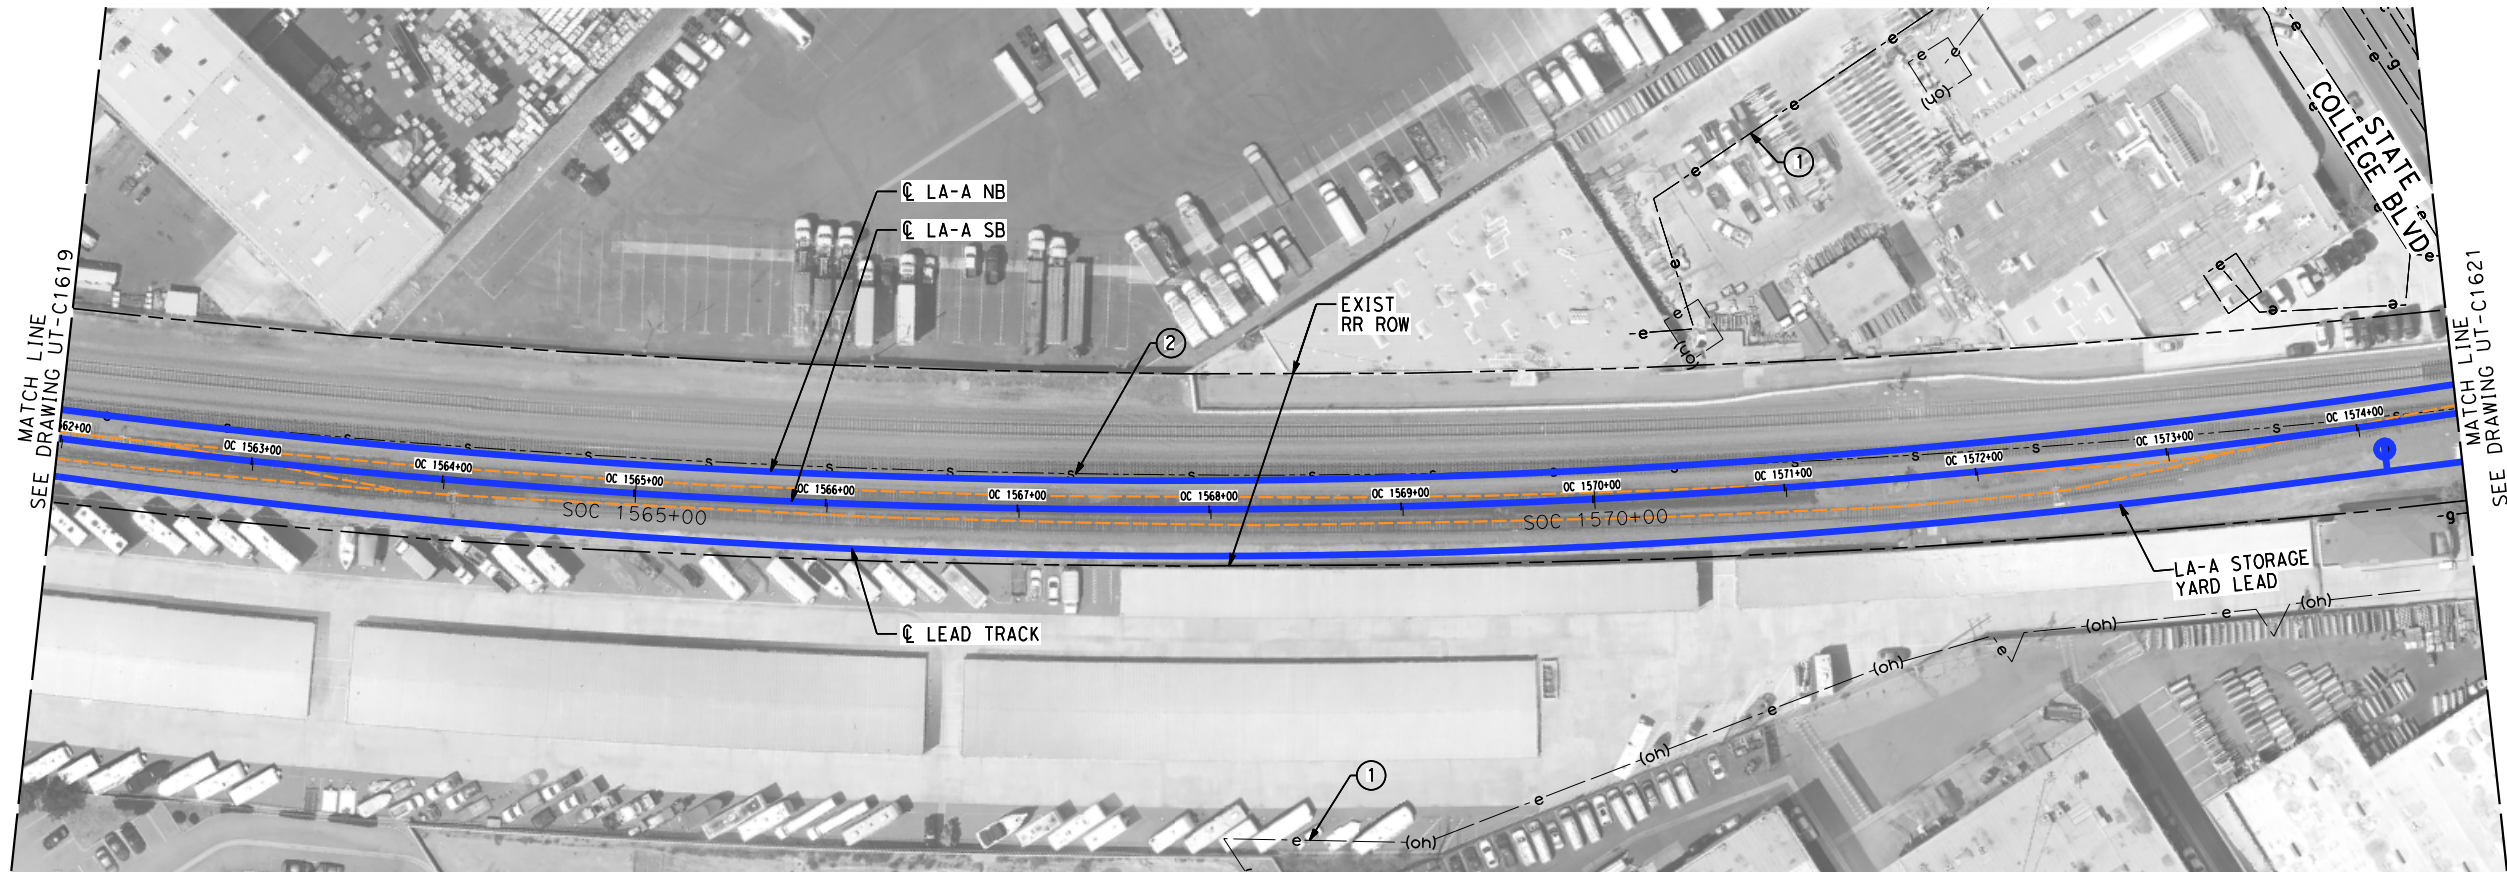 STATE
COLLEGE BLVD
e
e
(oh)
e
g
e
e
1
e
e
e
e
-e
(oh)
e
e
e
e
e
e
℄ LA-A NB
℄ LA-A SB
EXIST
RR ROW
2
MATCH LINE
SEE DRAWING UT-C1619
MATCH LINE
SEE DRAWING UT-C1621
62+00
OC 1563+00
OC 1564+00
OC 1565+00
OC 1566+00
OC 1567+00
OC 1568+00
OC 1569+00
OC 1570+00
OC 1571+00
OC 1572+00
OC 1573+00
OC 1574+00
s
s
s
s
s
s
s
s
s
s
s
SOC 1565+00
SOC 1570+00
-g
LA-A STORAGE
YARD LEAD
℄ LEAD TRACK
(oh)
e
(oh)
e
(oh)
e
(oh)
e
1
e
(oh)